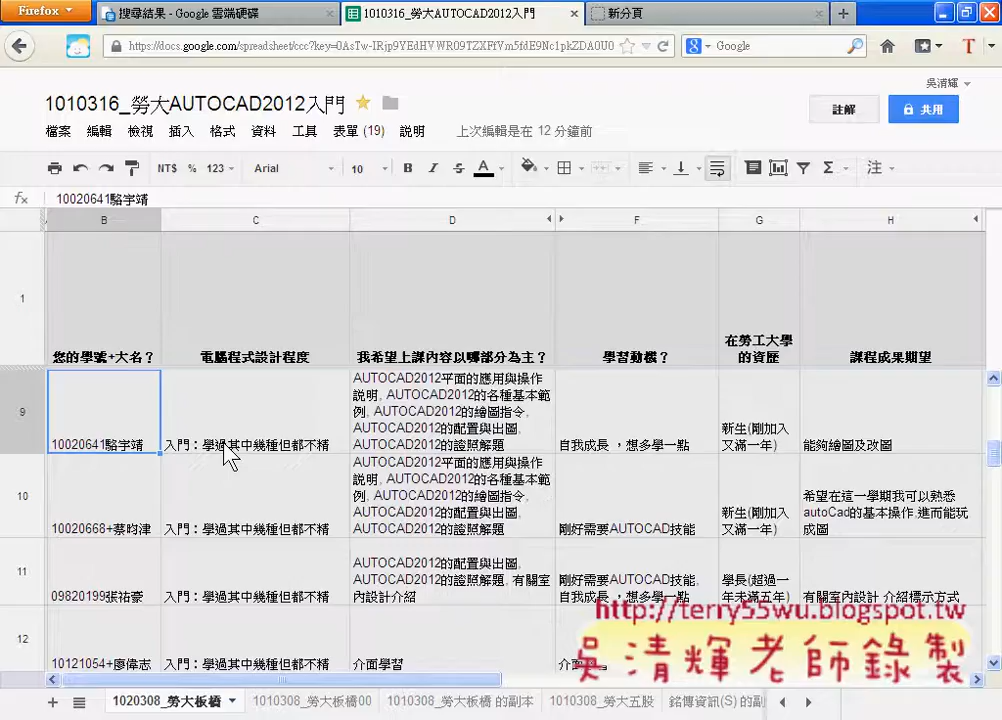 Firefox
搜尋結果 - Google 雲端硬碟
1010316_勞大AUTOCAD2012入門
新分頁
https://docs.google.com/spreadsheet/ccc?key=0AsTw-IRjp9YEdHVWR09TZXFfVm5fdE9Nc1pkZDA0U0
Google
吳清輝
1010316_勞大AUTOCAD2012入門
註解
共用
檔案 編輯 檢視 插入 格式 資料 工具 表單 (19) 說明 上次編輯是在 12 分鐘前
NT$ % 123 Arial 10 B I S A Σ 注
fx 10020641駱宇靖
B C D F G H
1
您的學號+大名？
電腦程式設計程度
我希望上課內容以哪部分為主？
學習動機？
在勞工大學
的資歷
課程成果期望
9
10020641駱宇靖
入門：學過其中幾種但都不精
AUTOCAD2012平面的應用與操作
說明, AUTOCAD2012的各種基本範
例, AUTOCAD2012的繪圖指令,
AUTOCAD2012的配置與出圖,
AUTOCAD2012的證照解題
自我成長 ，想多學一點
新生(剛加入
又滿一年)
能夠繪圖及改圖
10
10020668+蔡昀津
入門：學過其中幾種但都不精
AUTOCAD2012平面的應用與操作
說明, AUTOCAD2012的各種基本範
例, AUTOCAD2012的繪圖指令,
AUTOCAD2012的配置與出圖,
AUTOCAD2012的證照解題
剛好需要AUTOCAD技能
新生(剛加入
又滿一年)
希望在這一學期我可以熟悉
autoCad的基本操作,進而能玩
成圖
11
09820199張祐豪
入門：學過其中幾種但都不精
AUTOCAD2012的配置與出圖,
AUTOCAD2012的證照解題, 有關室
內設計介紹
剛好需要AUTOCAD技能,
自我成長 ，想多學一點
學長(超過一
年未滿五年)
有關室內設計 介紹標示方式
12
10121054+廖偉志
入門：學過其中幾種但都不精
介面學習
http://terry55wu.blogspot.tw
吳清輝老師錄製
1020308_勞大板橋
1010308_勞大板橋00
1010308_勞大板橋 的副本
1010308_勞大五股
銘傳資訊(S) 的副